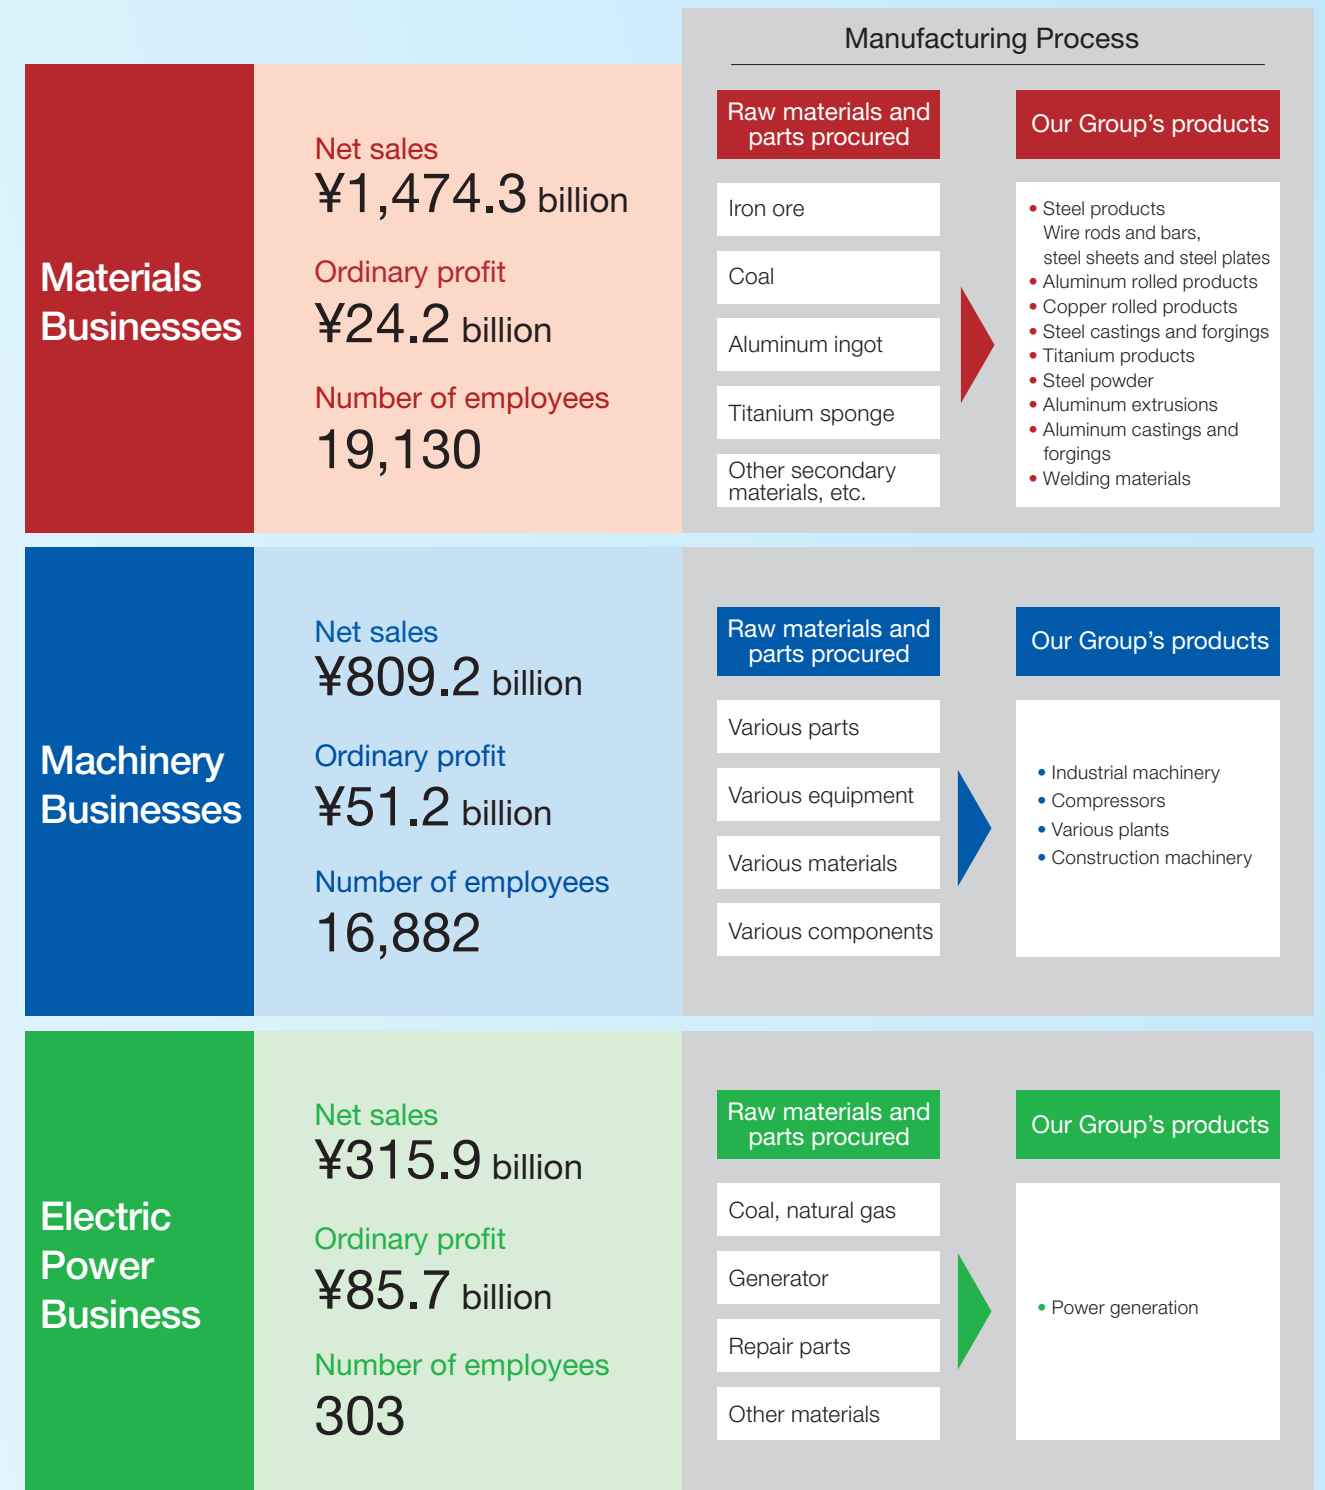 Manufacturing Process
Materials
Businesses
Net sales
¥1,474.3 billion
Ordinary profit
¥24.2 billion
Number of employees
19,130
Raw materials and
parts procured
Iron ore
Coal
Aluminum ingot
Titanium sponge
Other secondary
materials, etc.
Our Group's products
• Steel products
Wire rods and bars,
steel sheets and steel plates
• Aluminum rolled products
• Copper rolled products
• Steel castings and forgings
• Titanium products
• Steel powder
• Aluminum extrusions
• Aluminum castings and
forgings
• Welding materials
Machinery
Businesses
Net sales
¥809.2 billion
Ordinary profit
¥51.2 billion
Number of employees
16,882
Raw materials and
parts procured
Various parts
Various equipment
Various materials
Various components
Our Group's products
• Industrial machinery
• Compressors
• Various plants
• Construction machinery
Electric
Power
Business
Net sales
¥315.9 billion
Ordinary profit
¥85.7 billion
Number of employees
303
Raw materials and
parts procured
Coal, natural gas
Generator
Repair parts
Other materials
Our Group's products
• Power generation